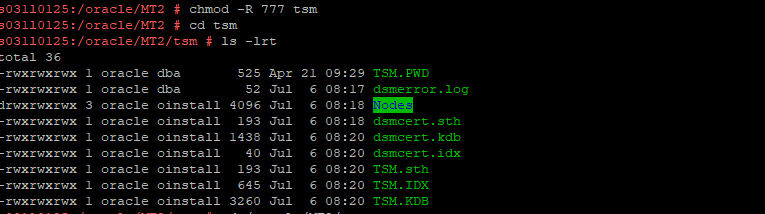 s03110125:/oracle/MT2 # chmod -R 777 tsm
s03110125:/oracle/MT2 # cd tsm
s03110125:/oracle/MT2/tsm # ls -lrt
total 36
-rwxrwxrwx 1 oracle dba 525 Apr 21 09:29 TSM.PWD
-rwxrwxrwx 1 oracle dba 52 Jul 6 08:17 dsmerror.log
drwxrwxrwx 3 oracle oinstall 4096 Jul 6 08:18 Nodes
-rwxrwxrwx 1 oracle oinstall 193 Jul 6 08:18 dsmcert.sth
-rwxrwxrwx 1 oracle oinstall 1438 Jul 6 08:20 dsmcert.kdb
-rwxrwxrwx 1 oracle oinstall 40 Jul 6 08:20 dsmcert.idx
-rwxrwxrwx 1 oracle oinstall 193 Jul 6 08:20 TSM.sth
-rwxrwxrwx 1 oracle oinstall 645 Jul 6 08:20 TSM.IDX
-rwxrwxrwx 1 oracle oinstall 3260 Jul 6 08:20 TSM.KDB